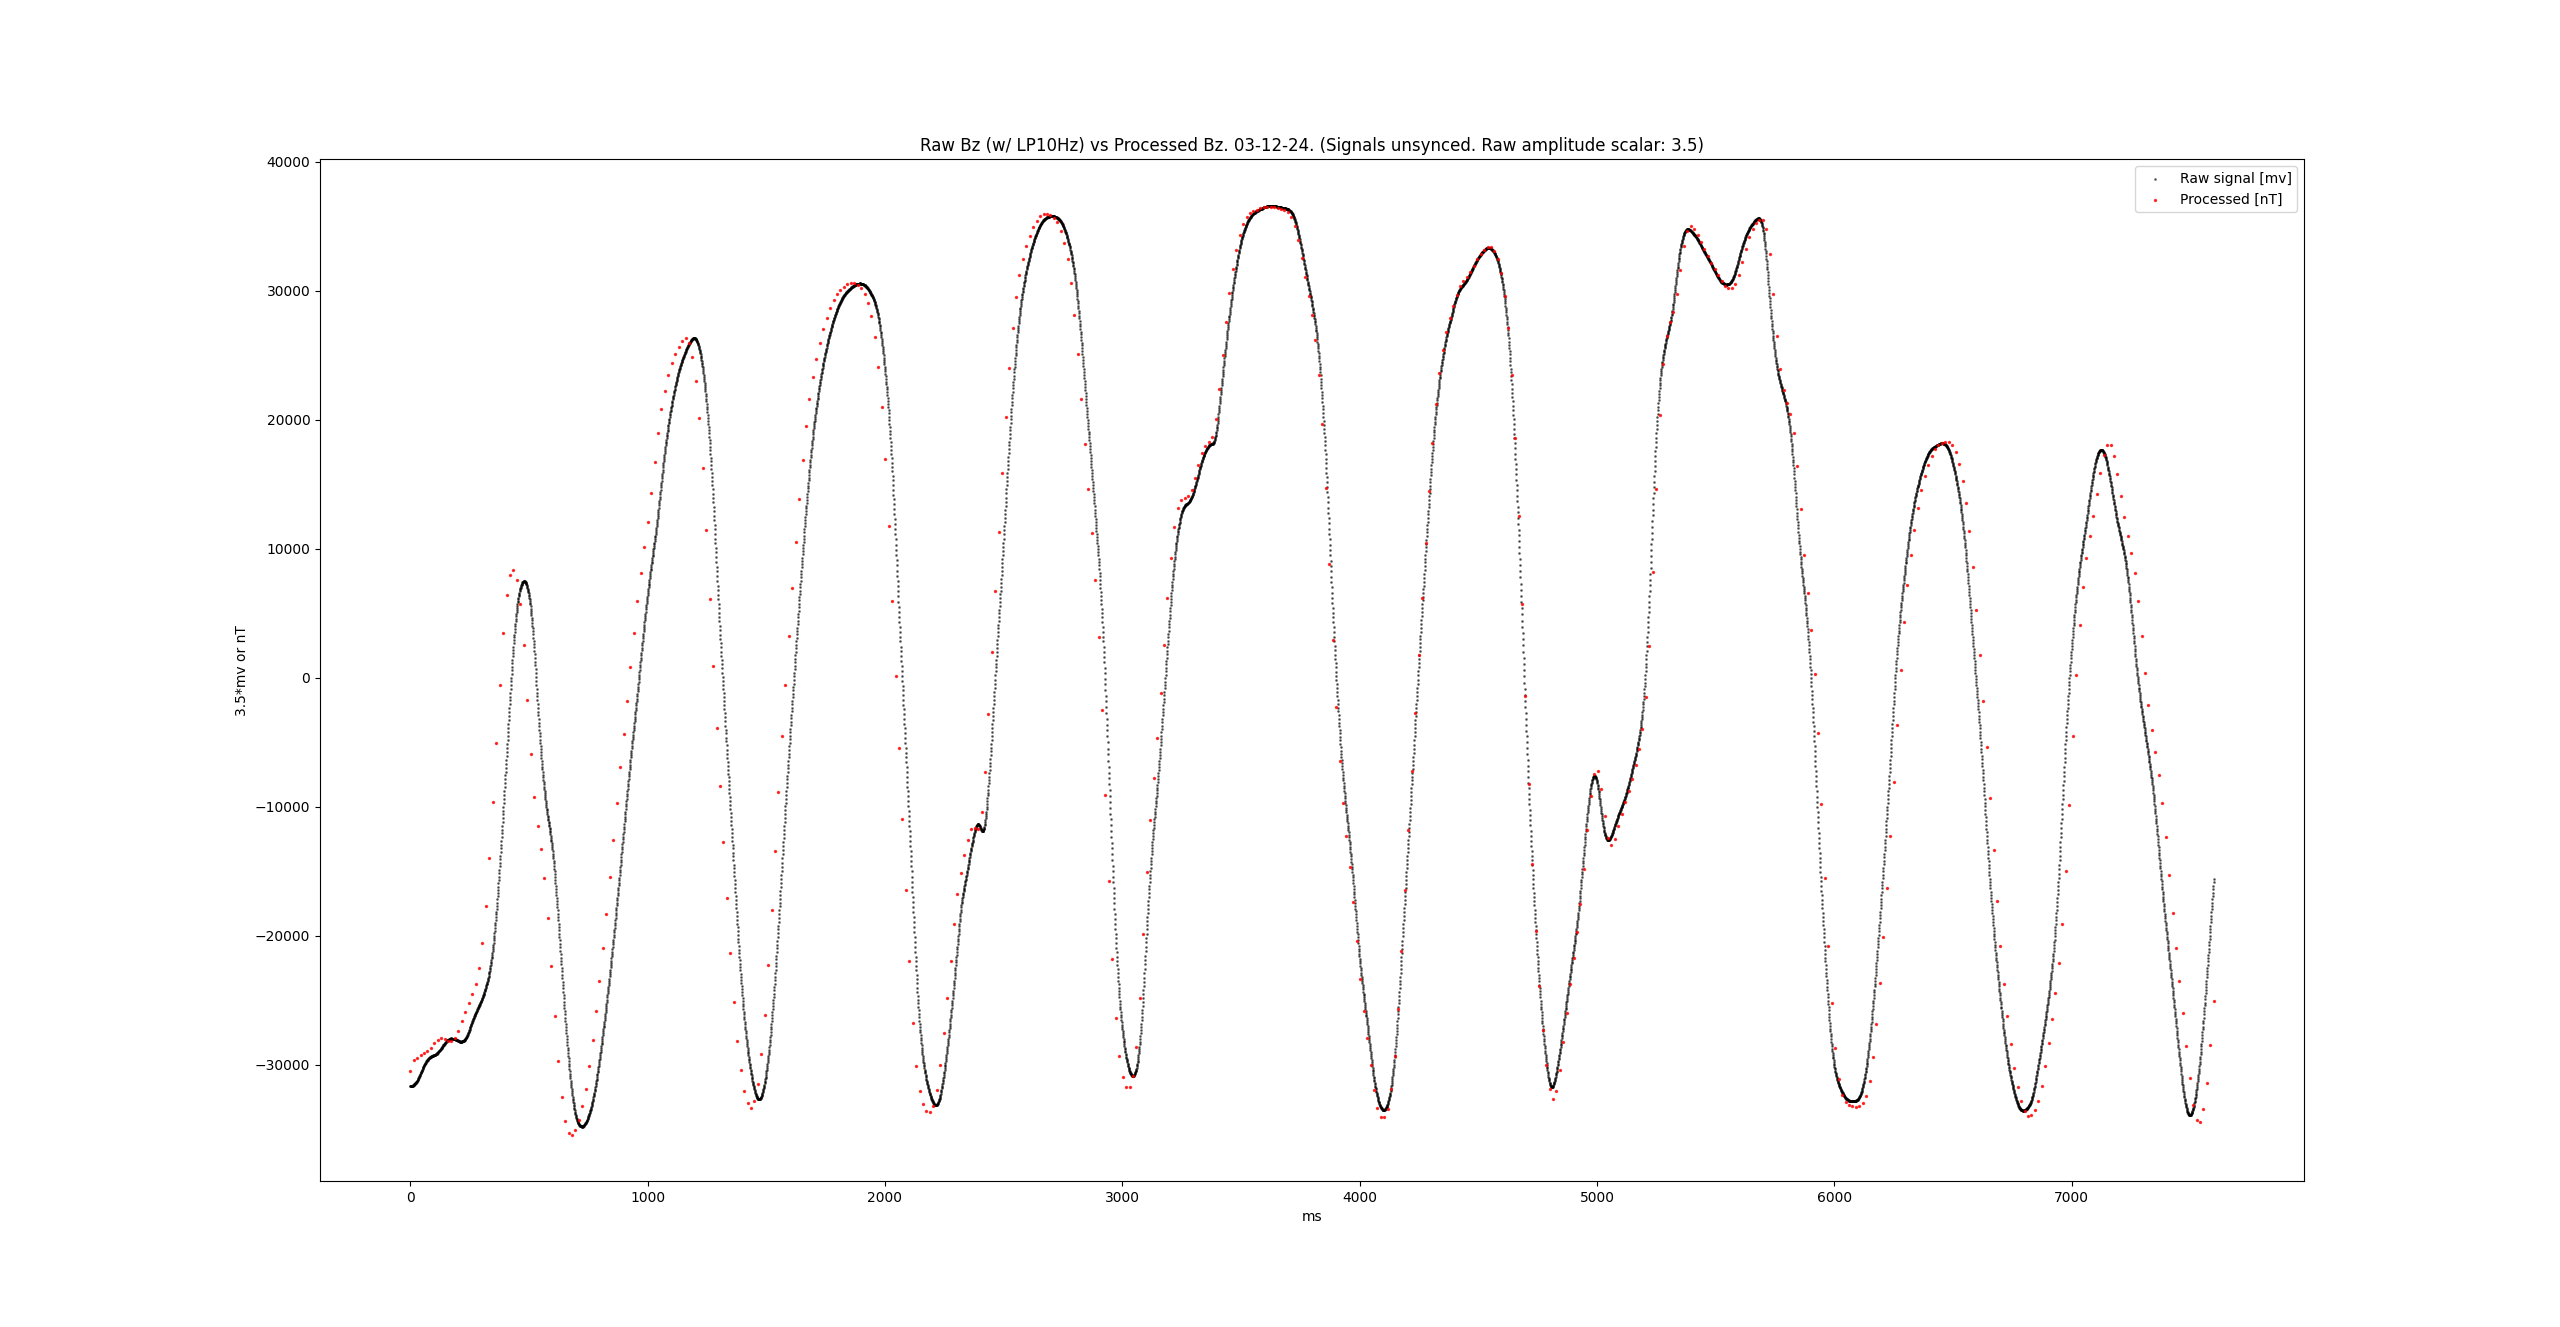 Raw Bz (w/ LP10Hz) vs Processed Bz. 03-12-24. (Signals unsynced. Raw amplitude scalar: 3.5)
Raw signal [mv]
Processed [nT]
40000
30000
20000
10000
0
−10000
−20000
−30000
3.5*mv or nT
0 1000 2000 3000 4000 5000 6000 7000
ms